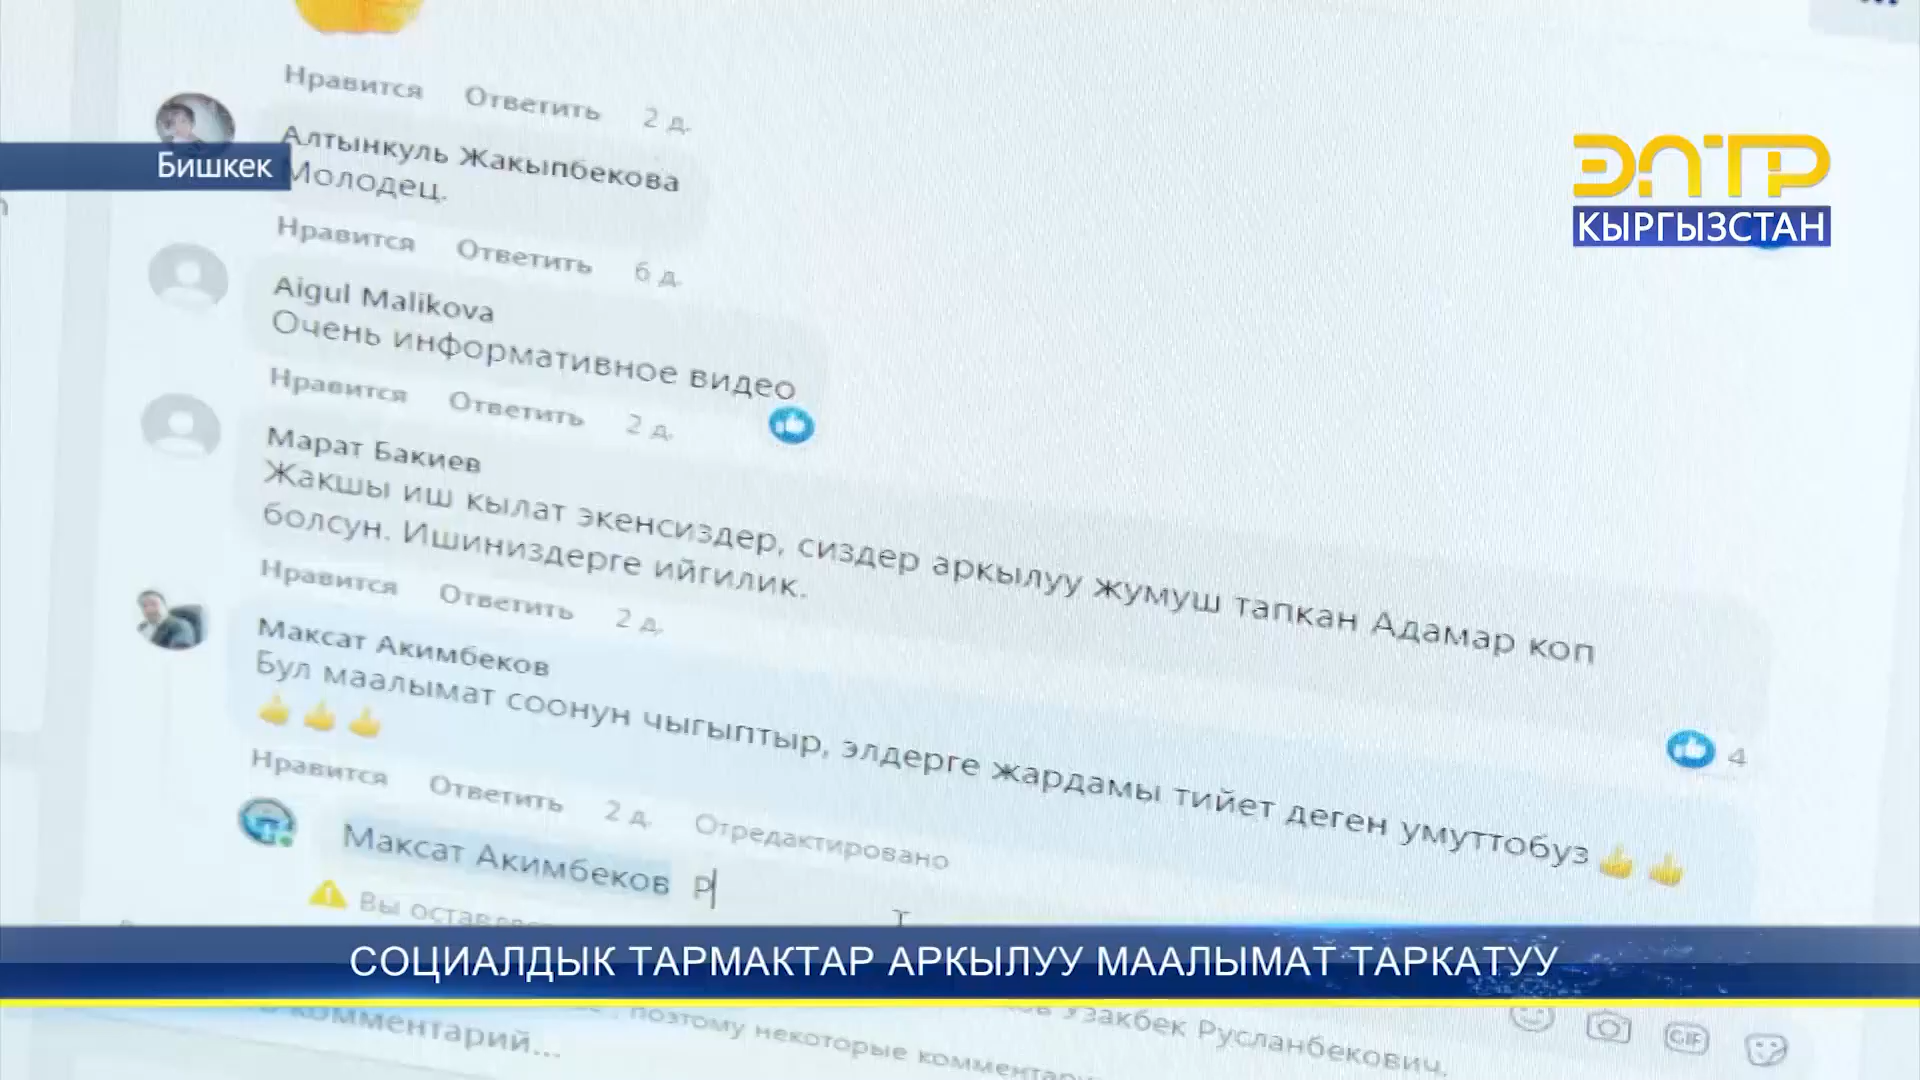 Нравится Ответить 2 д.
Алтынкуль Жакыпбекова
Молодец.
Бишкек
ЭЛТР
КЫРГЫЗСТАН
Нравится Ответить 6 д.
Aigul Malikova
Очень информативное видео
Нравится Ответить 2 д.
Марат Бакиев
Жакшы иш кылат экенсиздер, сиздер аркылуу жумуш тапкан Адамар коп
болсун. Ишиниздерге ийгилик.
4
Нравится Ответить 2 д.
Максат Акимбеков
Бул маалымат соонун чыгыптыр, элдерге жардамы тийет деген умуттобуз 👍 👍
👍 👍 👍
Нравится Ответить 2 д. Отредактировано
Максат Акимбеков Р
Вы
СОЦИАЛДЫК ТАРМАКТАР АРКЫЛУУ МААЛЫМАТ ТАРКАТУУ
Узакбек Русланбекович.
поэтому некоторые
комментарий...
GIF